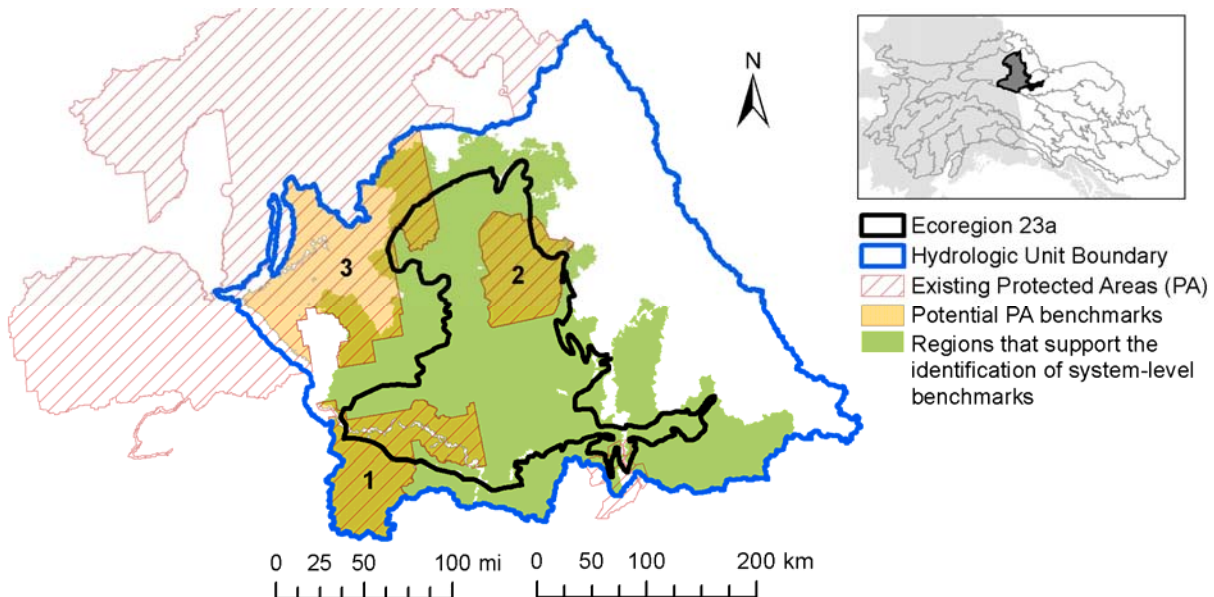 N
3
2
1
Ecoregion 23a
Hydrologic Unit Boundary
Existing Protected Areas (PA)
Potential PA benchmarks
Regions that support the
identification of system-level
benchmarks
0 25 50 100 mi
0 50 100 200 km